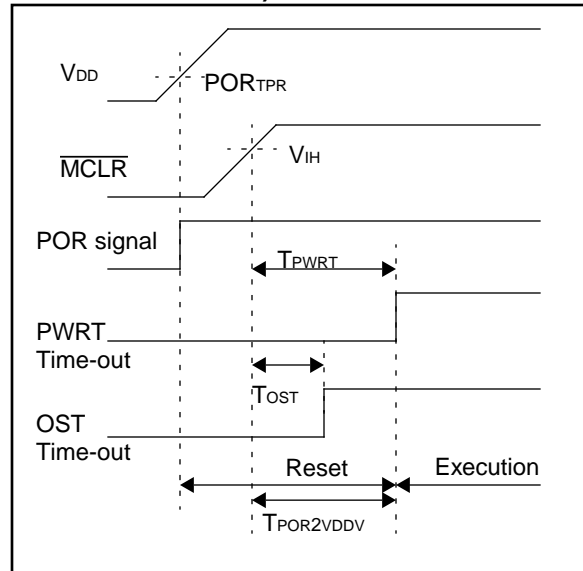 VDD
PORTPR
MCLR
VIH
POR signal
TPWRT
PWRT
Time-out
TOST
OST
Time-out
Reset
Execution
TPOR2VDDV